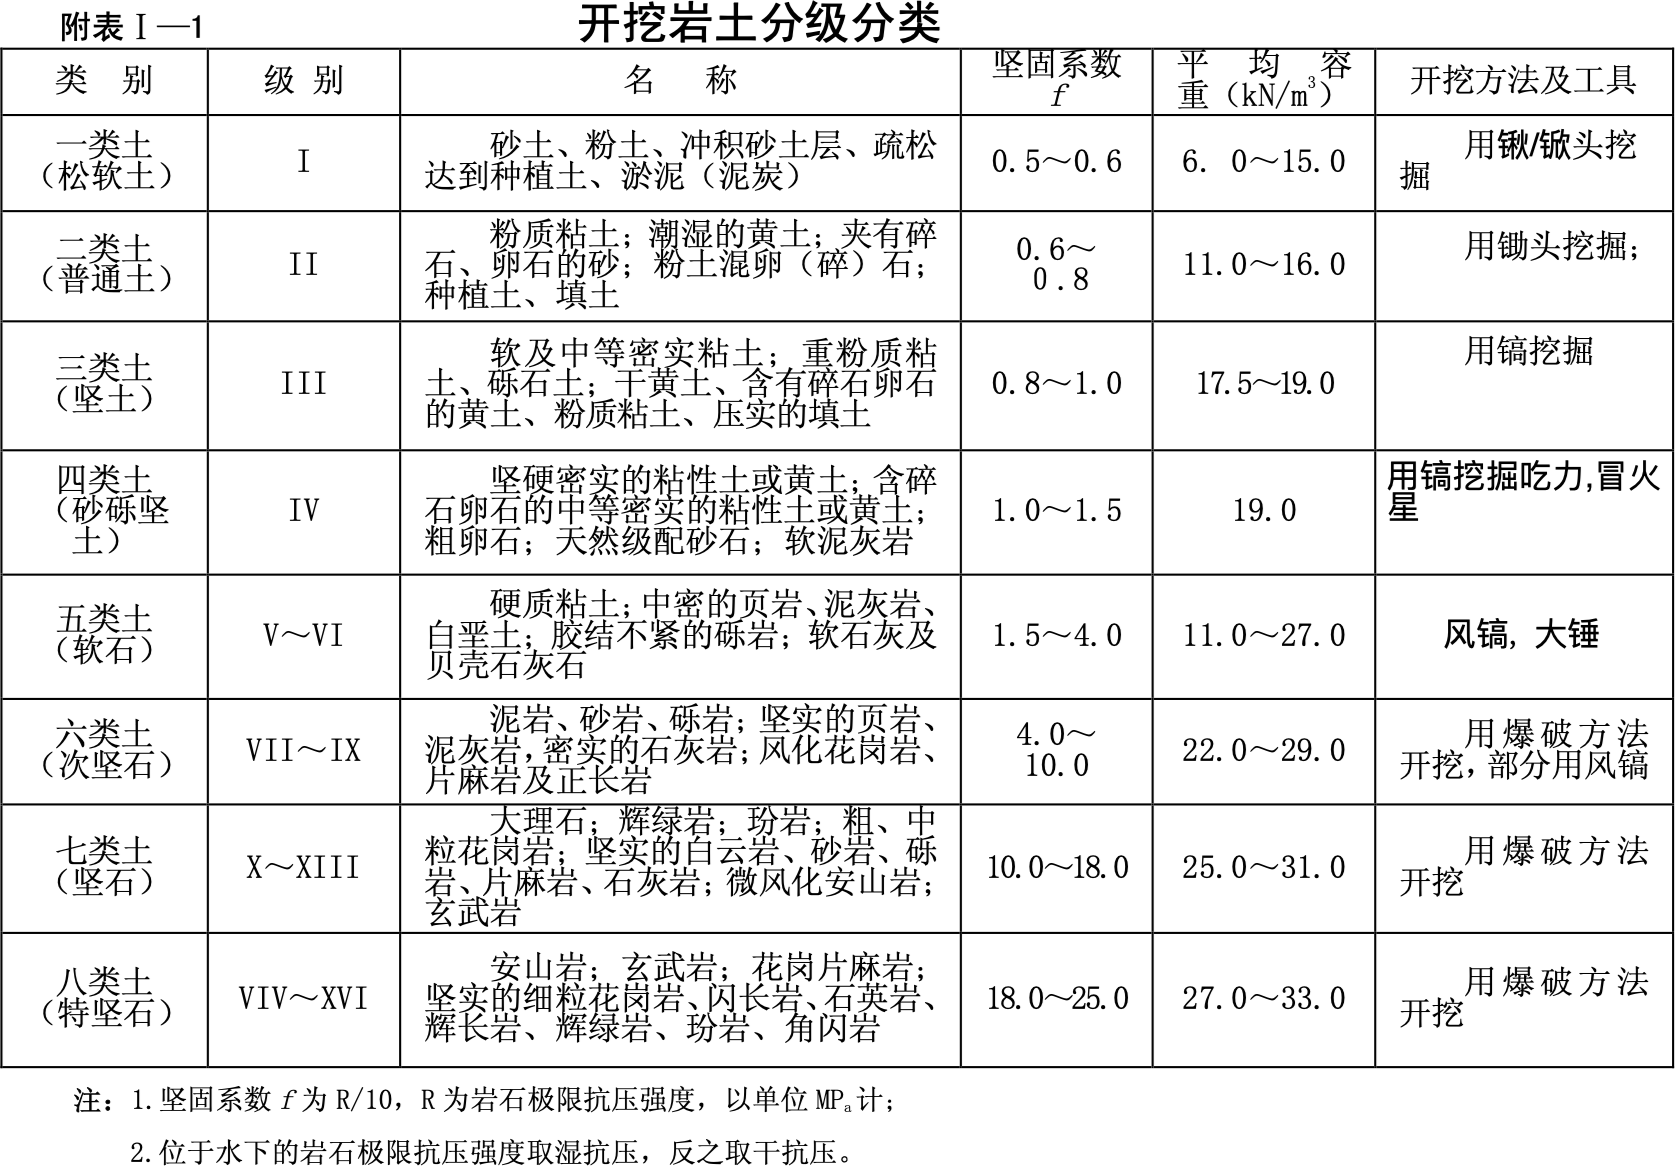 附表Ⅰ—1 开挖岩土分级分类
类 别 级 别 名 称 坚固系数 平 均 容 开挖方法及工具
f 重（kN/m3）
一类土
（松软土）
I
砂土、粉土、冲积砂土层、疏松
达到种植土、淤泥（泥炭）
0.5～0.6
6. 0～15.0
用锹/锨头挖
掘
二类土
（普通土）
II
粉质粘土；潮湿的黄土；夹有碎
石、卵石的砂；粉土混卵（碎）石；
种植土、填土
0.6～
0.8
11.0～16.0
用锄头挖掘；
三类土
（坚土）
III
软及中等密实粘土；重粉质粘
土、砾石土；干黄土、含有碎石卵石
的黄土、粉质粘土、压实的填土
0.8～1.0
17.5～19.0
用镐挖掘
四类土
（砂砾坚
土）
IV
坚硬密实的粘性土或黄土；含碎
石卵石的中等密实的粘性土或黄土；
粗卵石；天然级配砂石；软泥灰岩
1.0～1.5
19.0
用镐挖掘吃力,冒火
星
五类土
（软石）
V～VI
硬质粘土；中密的页岩、泥灰岩、
白垩土；胶结不紧的砾岩；软石灰及
贝壳石灰石
1.5～4.0
11.0～27.0
风镐，大锤
六类土
（次坚石）
VII～IX
泥岩、砂岩、砾岩；坚实的页岩、
泥灰岩，密实的石灰岩；风化花岗岩、
片麻岩及正长岩
4.0～
10.0
22.0～29.0
用爆破方法
开挖，部分用风镐
七类土
（坚石）
X～XIII
大理石；辉绿岩；玢岩；粗、中
粒花岗岩；坚实的白云岩、砂岩、砾
岩、片麻岩、石灰岩；微风化安山岩；
玄武岩
10.0～18.0
25.0～31.0
用爆破方法
开挖
八类土
（特坚石）
VIV～XVI
安山岩；玄武岩；花岗片麻岩；
坚实的细粒花岗岩、闪长岩、石英岩、
辉长岩、辉绿岩、玢岩、角闪岩
18.0～25.0
27.0～33.0
用爆破方法
开挖
注：1.坚固系数 f 为 R/10，R 为岩石极限抗压强度，以单位 MPa 计；
2.位于水下的岩石极限抗压强度取湿抗压，反之取干抗压。